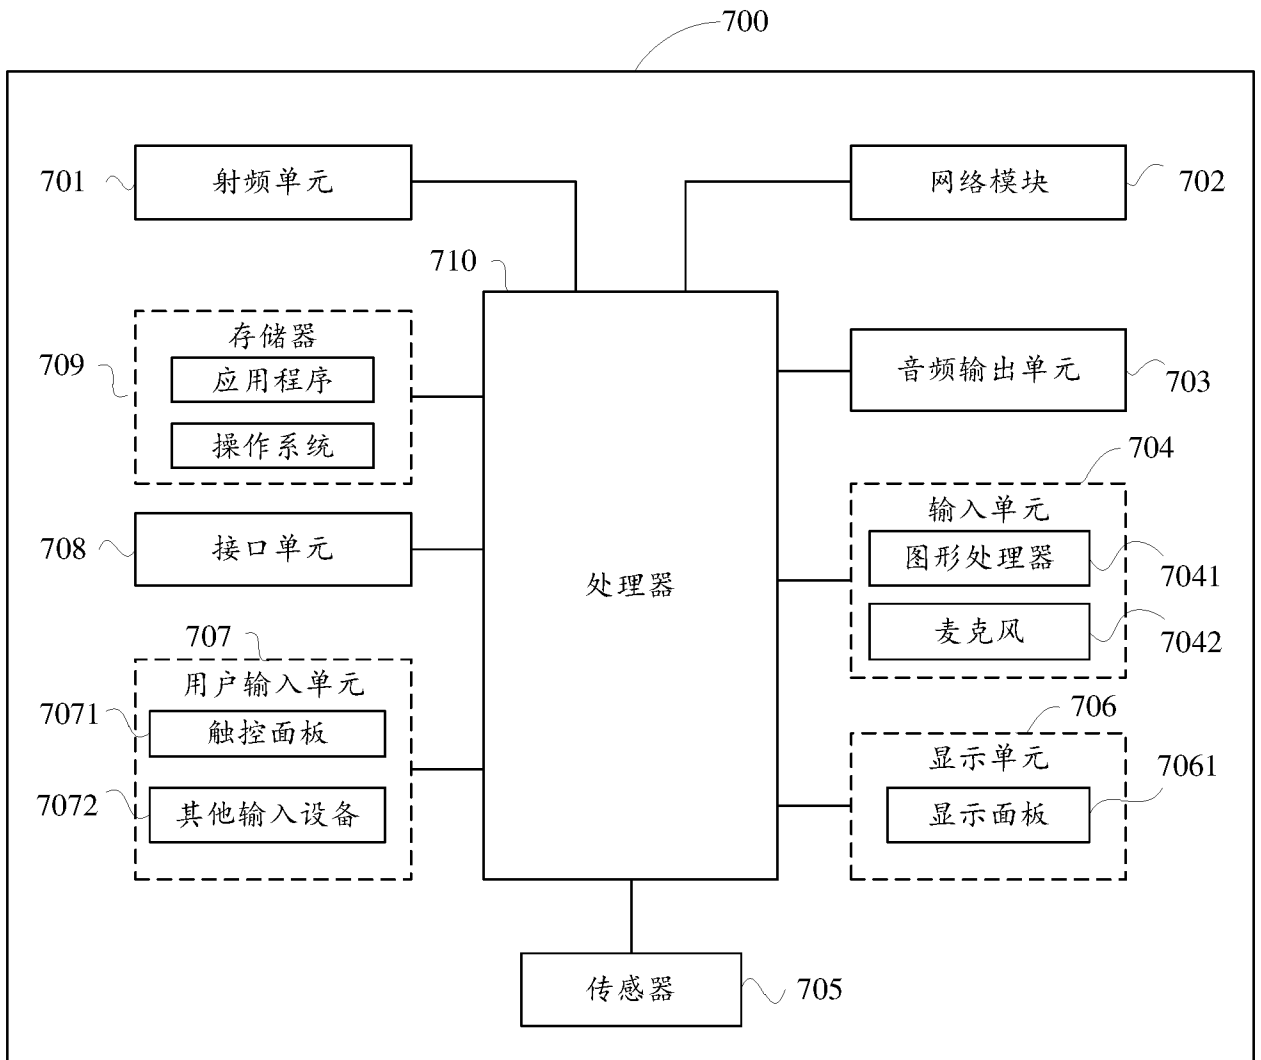 700
701
射频单元
网络模块
702
710
存储器
709
应用程序
操作系统
音频输出单元
703
704
输入单元
图形处理器
7041
麦克风
7042
708
接口单元
处理器
707
用户输入单元
7071
触控面板
7072
其他输入设备
706
显示单元
7061
显示面板
传感器
705